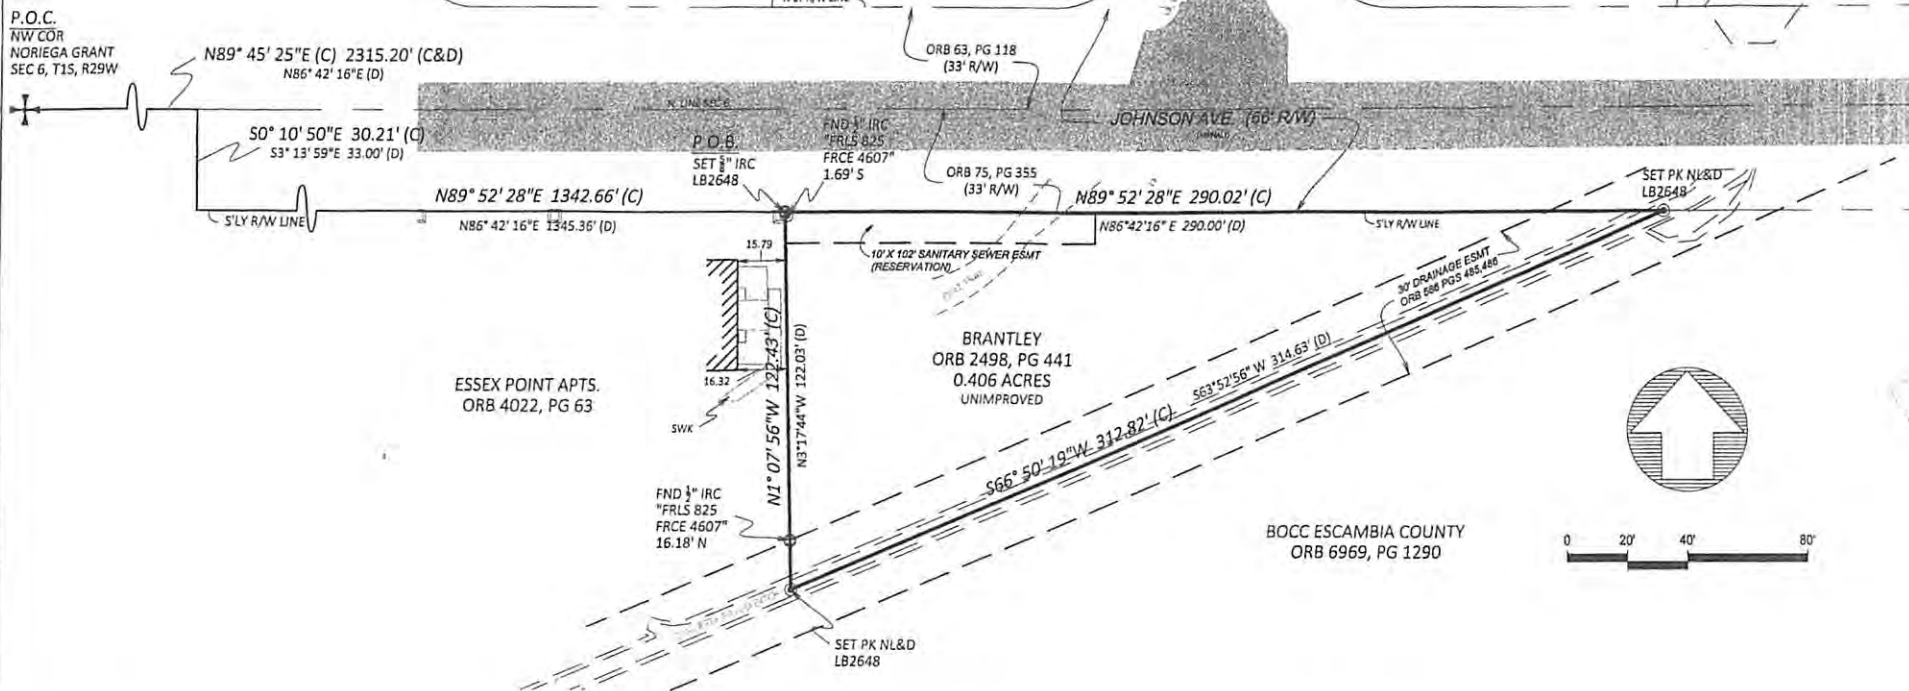 P.O.C.
NW COR
NORIEGA GRANT
SEC 6, T1S, R29W
N89° 45' 25"E (C) 2315.20' (C&D)
N86° 42' 16"E (D)
S0° 10' 50"E 30.21' (C)
S3° 13' 59"E 33.00' (D)
ORB 63, PG 118
(33' R/W)
N. LINE SEC 6
JOHNSON AVE. (66' R/W)
P.O.B.
SET 5/8" IRC
LB2648
FND 1/2" IRC
"FRLS 825
FRCE 4607"
1.69' S
ORB 75, PG 355
(33' R/W)
SET PK NL&D
LB2648
S'LY R/W LINE
N89° 52' 28"E 1342.66' (C)
N86° 42' 16"E 1345.36' (D)
N89° 52' 28"E 290.02' (C)
N86°42'16" E 290.00' (D)
S'LY R/W LINE
15.79
10' X 102' SANITARY SEWER ESMT
(RESERVATION)
30' DRAINAGE ESMT
ORB 586 PGS 485,486
16.32
SWK
N1° 07' 56"W 122.43' (C)
N3°17'44"W 122.03' (D)
ESSEX POINT APTS.
ORB 4022, PG 63
BRANTLEY
ORB 2498, PG 441
0.406 ACRES
UNIMPROVED
S63°52'56" W 314.63' (D)
S66° 50' 19"W 312.82' (C)
FND 1/2" IRC
"FRLS 825
FRCE 4607"
16.18' N
BOCC ESCAMBIA COUNTY
ORB 6969, PG 1290
0 20' 40' 80'
SET PK NL&D
LB2648